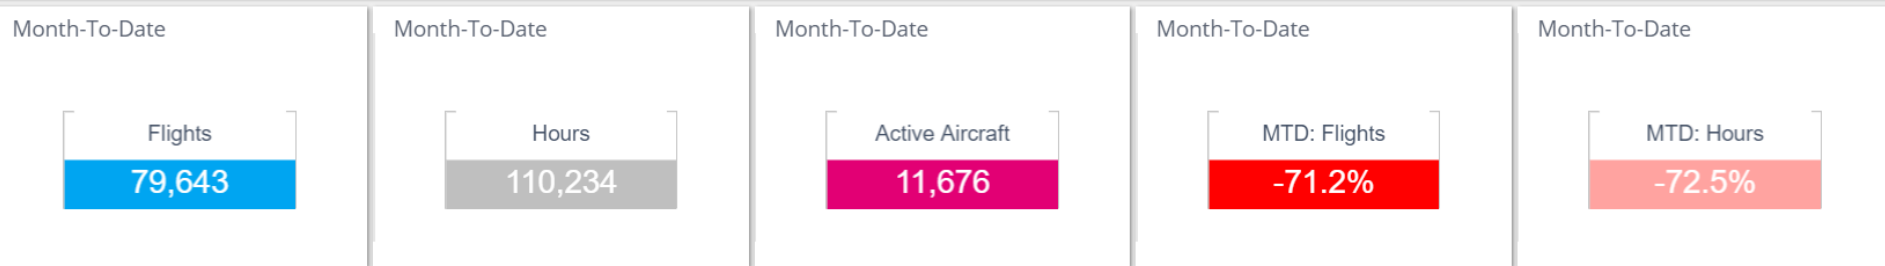 Month-To-Date
Flights
79,643
Month-To-Date
Hours
110,234
Month-To-Date
Active Aircraft
11,676
Month-To-Date
MTD: Flights
-71.2%
Month-To-Date
MTD: Hours
-72.5%